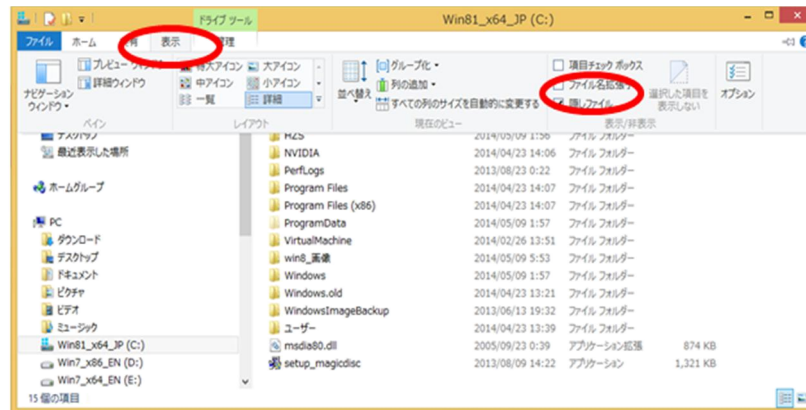 ドライブ ツール
Win81_x64_JP (C:)
ファイル ホーム 表示
大アイコン
グループ化
項目チェック ボックス
詳細ウィンドウ
中アイコン 小アイコン
列の追加
ナビゲーション
ウィンドウ
一覧 詳細
並べ替え
すべての列のサイズを自動的に変更する
隠しファイル
選択した項目を
表示しない
オプション
ペイン レイアウト 現在のビュー 表示/非表示
デスクトップ
最近表示した場所
ホームグループ
PC
ダウンロード
デスクトップ
ドキュメント
ピクチャ
ビデオ
ミュージック
Win81_x64_JP (C:)
Win7_x86_EN (D:)
Win7_x64_EN (E:)
HZS 2014/05/09 1:56 ファイル フォルダー
NVIDIA 2014/04/23 14:06 ファイル フォルダー
PerfLogs 2013/08/23 0:22 ファイル フォルダー
Program Files 2014/04/23 14:07 ファイル フォルダー
Program Files (x86) 2014/04/23 14:07 ファイル フォルダー
ProgramData 2014/05/09 1:57 ファイル フォルダー
VirtualMachine 2014/02/26 13:51 ファイル フォルダー
win8_画像 2014/05/09 5:53 ファイル フォルダー
Windows 2014/05/09 1:57 ファイル フォルダー
Windows.old 2014/04/23 13:21 ファイル フォルダー
WindowsImageBackup 2013/06/13 19:32 ファイル フォルダー
ユーザー 2014/04/23 13:39 ファイル フォルダー
msdia80.dll 2005/09/23 0:39 アプリケーション拡張 874 KB
setup_magicdisc 2013/08/09 14:22 アプリケーション 1,321 KB
15 個の項目